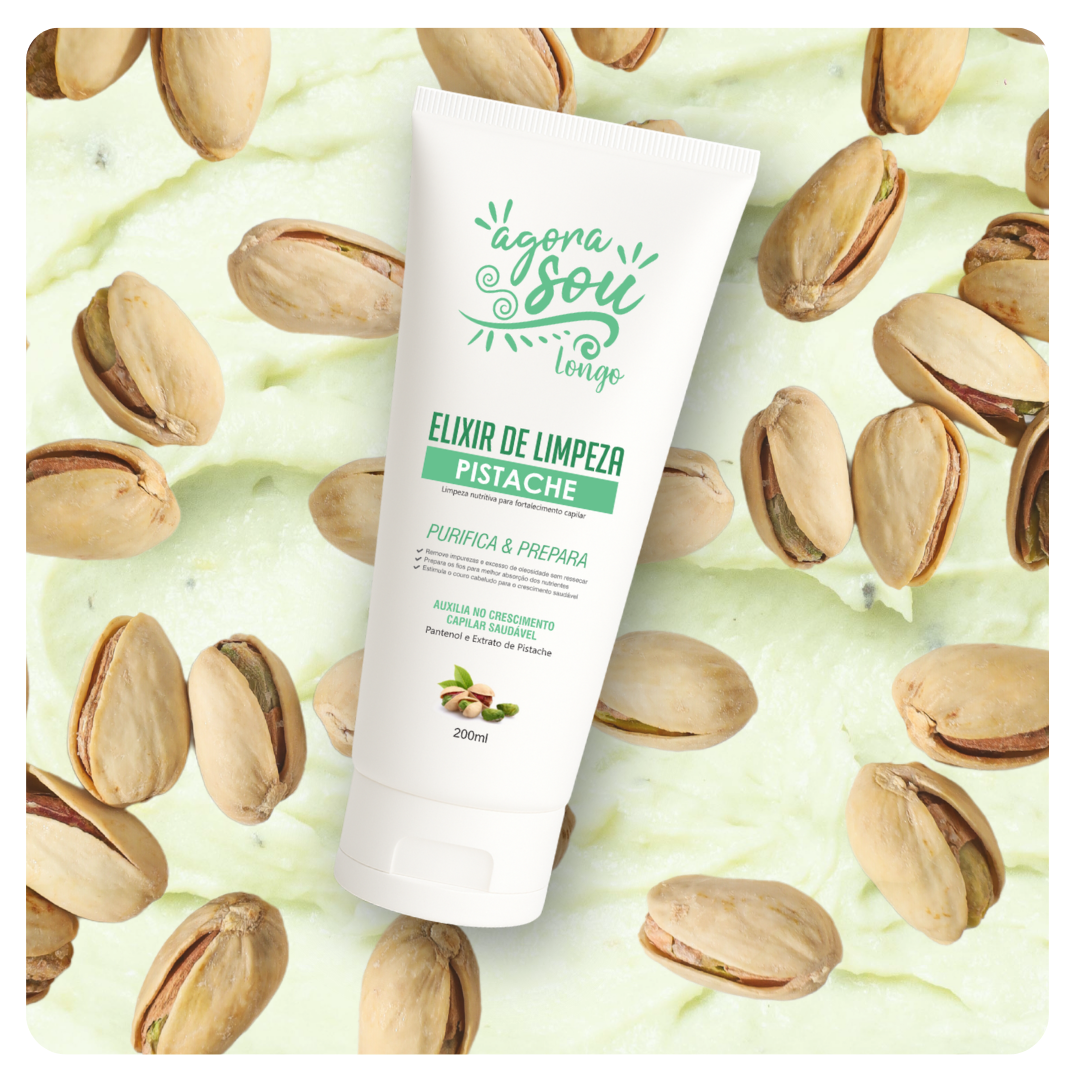 agora
sou
longo
ELIXIR DE LIMPEZA
PISTACHE
Limpeza nutritiva para fortalecimento capilar
PURIFICA & PREPARA
Remove impurezas e excesso de oleosidade sem ressecar
Prepara os fios para melhor absorção dos nutrientes
Estimula o couro cabeludo para o crescimento saudável
AUXILIA NO CRESCIMENTO
CAPILAR SAUDÁVEL
Pantenol e Extrato de Pistache
200ml